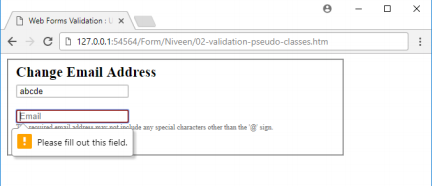 Web Forms Validation : U
127.0.0.1:54564/Form/Niveen/02-validation-pseudo-classes.htm
Change Email Address
abcde
Email
required email address may not include any special characters other than the '@' sign.
Please fill out this field.